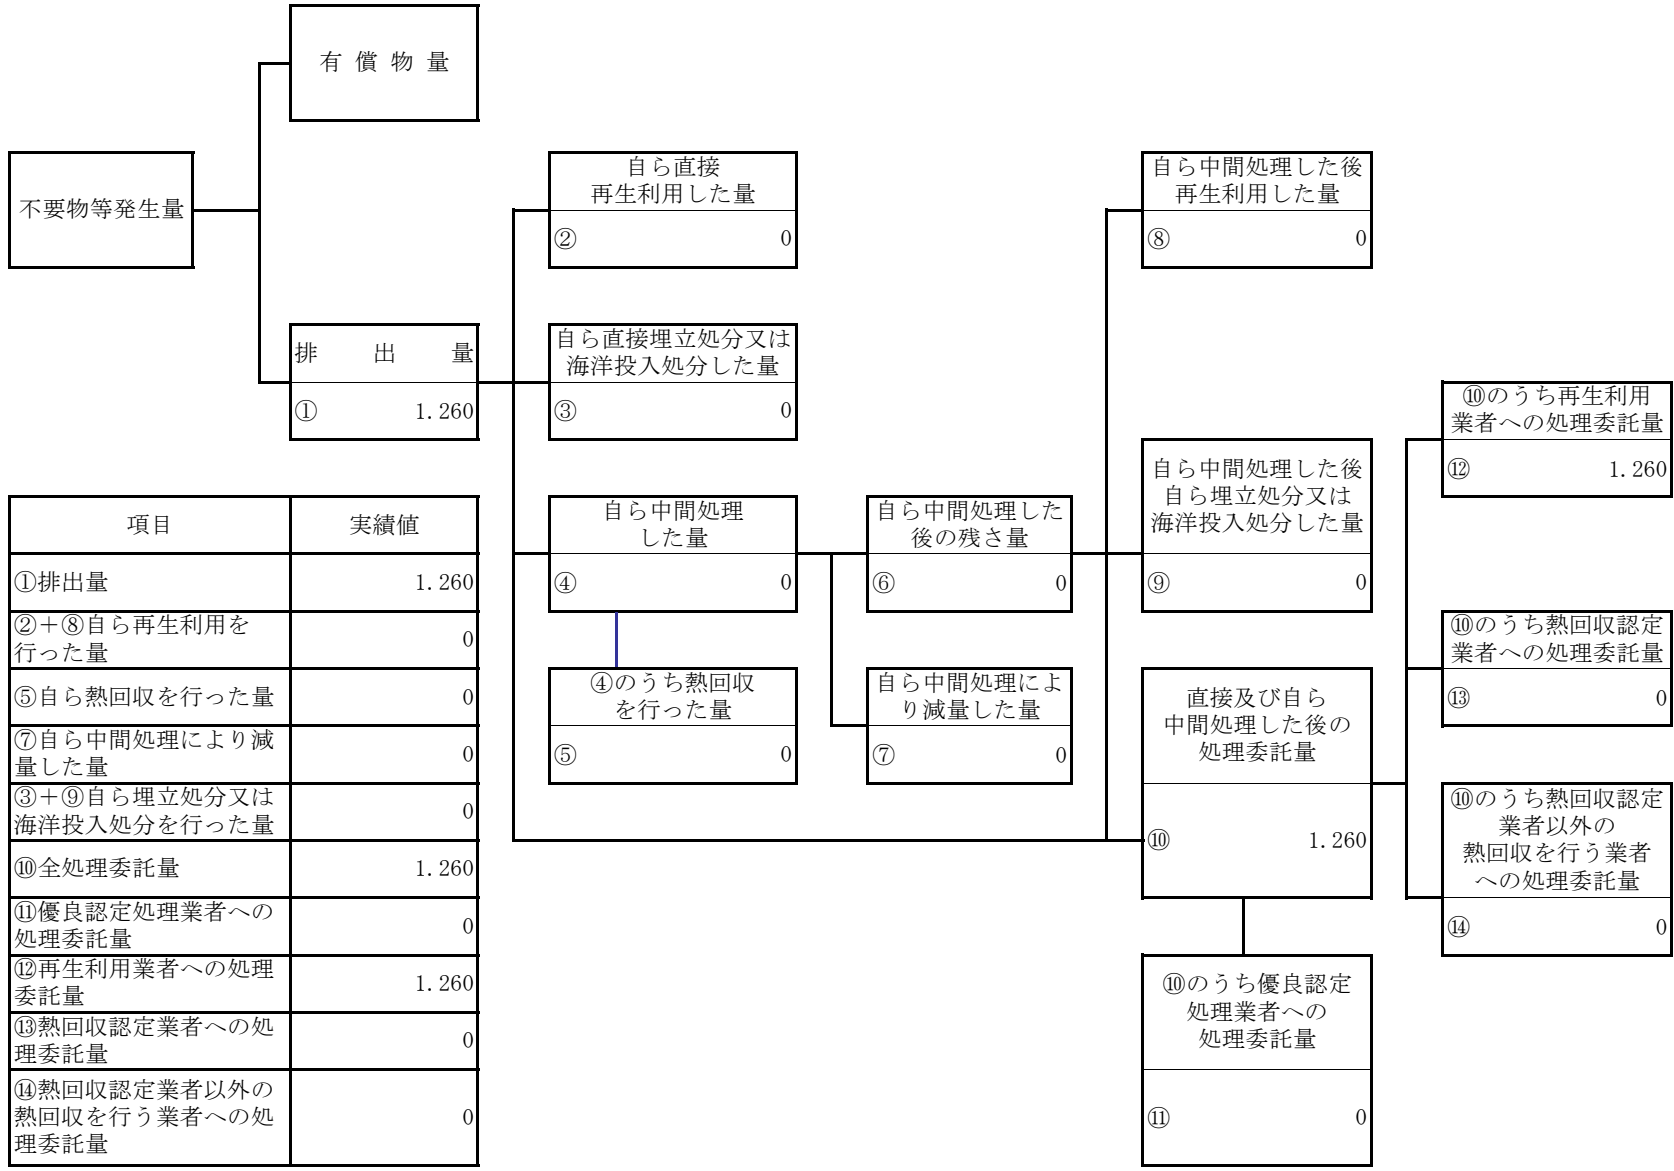 有償物量
不要物等発生量
排出量
① 1.260
自ら直接
再生利用した量
② 0
自ら直接埋立処分又は
海洋投入処分した量
③ 0
自ら中間処理
した量
④ 0
④のうち熱回収
を行った量
⑤ 0
自ら中間処理した
後の残さ量
⑥ 0
自ら中間処理によ
り減量した量
⑦ 0
自ら中間処理した後
再生利用した量
⑧ 0
自ら中間処理した後
自ら埋立処分又は
海洋投入処分した量
⑨ 0
直接及び自ら
中間処理した後の
処理委託量
⑩ 1.260
⑩のうち優良認定
処理業者への
処理委託量
⑪ 0
⑩のうち再生利用
業者への処理委託量
⑫ 1.260
⑩のうち熱回収認定
業者への処理委託量
⑬ 0
⑩のうち熱回収認定
業者以外の
熱回収を行う業者
への処理委託量
⑭ 0
項目 実績値
①排出量 1.260
②＋⑧自ら再生利用を
行った量 0
⑤自ら熱回収を行った量 0
⑦自ら中間処理により減
量した量 0
③＋⑨自ら埋立処分又は
海洋投入処分を行った量 0
⑩全処理委託量 1.260
⑪優良認定処理業者への
処理委託量 0
⑫再生利用業者への処理
委託量 1.260
⑬熱回収認定業者への処
理委託量 0
⑭熱回収認定業者以外の
熱回収を行う業者への処
理委託量 0